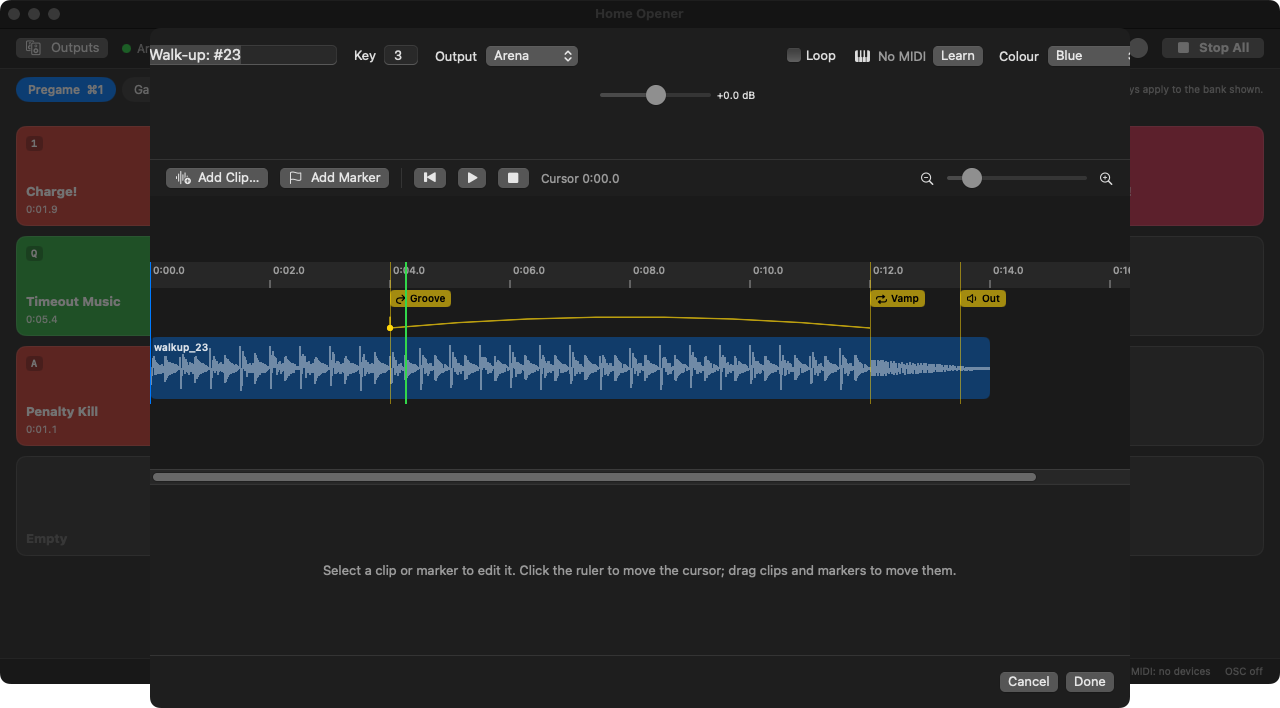 Home Opener
Outputs
Walk-up: #23
Key 3
Output Arena
Loop
No MIDI Learn
Colour Blue
Stop All
+0.0 dB
Pregame ⌘1
apply to the bank shown.
Add Clip...
Add Marker
Cursor 0:00.0
1
Charge!
0:01.9
Q
Timeout Music
0:05.4
A
Penalty Kill
0:01.1
Empty
0:00.0 0:02.0 0:04.0 0:06.0 0:08.0 0:10.0 0:12.0 0:14.0
Groove Vamp Out
walkup_23
Select a clip or marker to edit it. Click the ruler to move the cursor; drag clips and markers to move them.
Cancel Done
MIDI: no devices OSC off